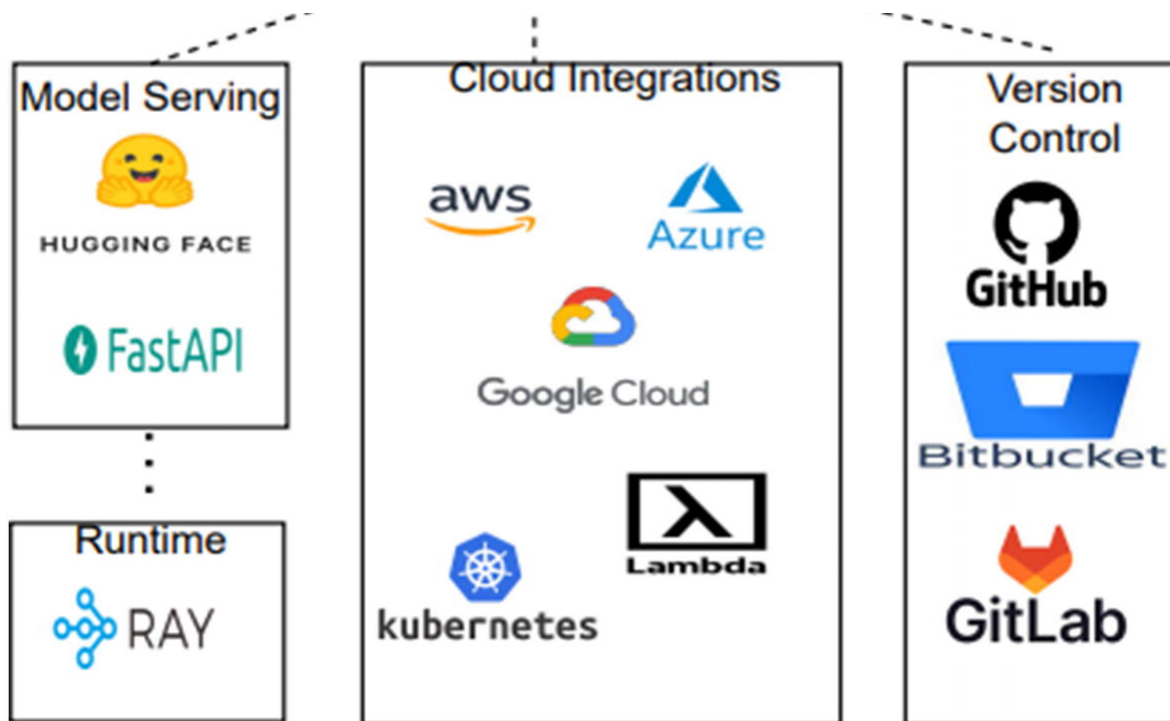 Model Serving
HUGGING FACE
FastAPI
Runtime
RAY
Cloud Integrations
aws
Azure
Google Cloud
Lambda
kubernetes
Version
Control
GitHub
Bitbucket
GitLab